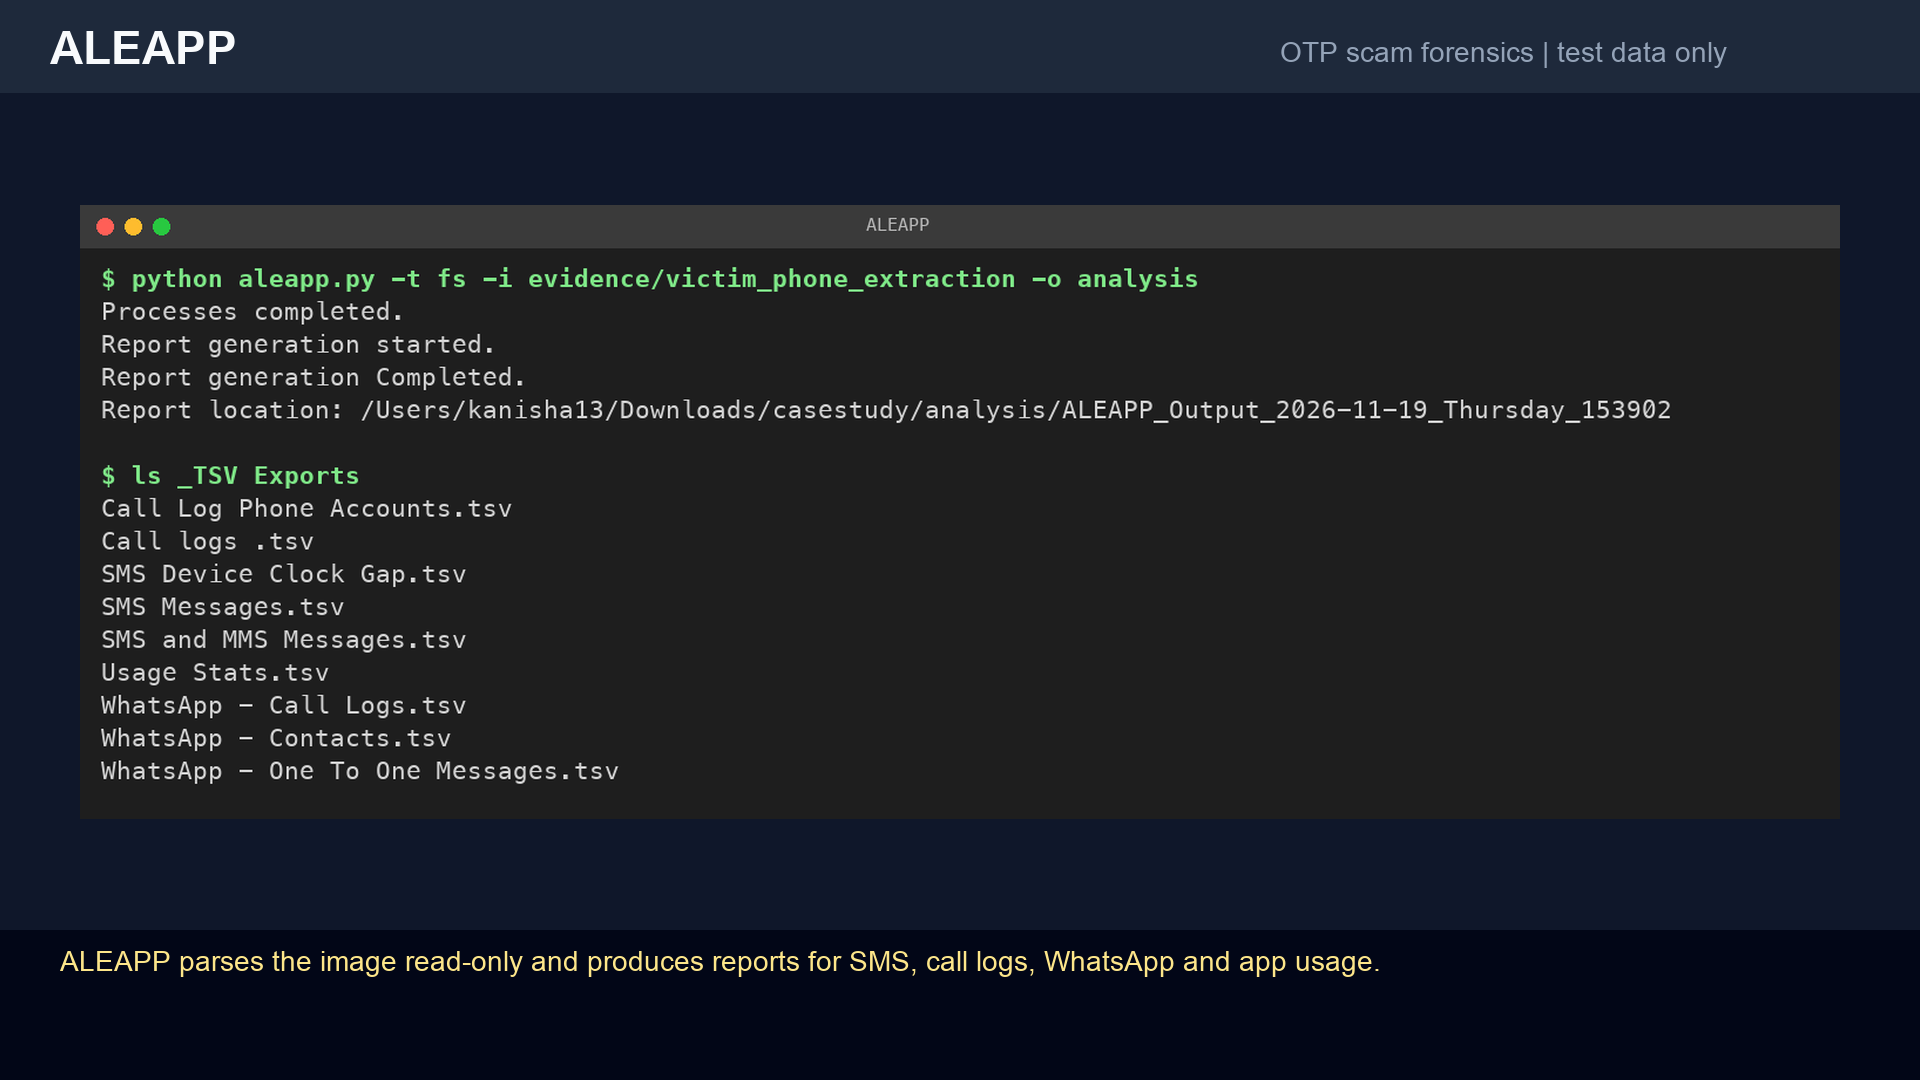 ALEAPP
OTP scam forensics | test data only
ALEAPP
$ python aleapp.py -t fs -i evidence/victim_phone_extraction -o analysis
Processes completed.
Report generation started.
Report generation Completed.
Report location: /Users/kanisha13/Downloads/casestudy/analysis/ALEAPP_Output_2026-11-19_Thursday_153902
$ ls _TSV Exports
Call Log Phone Accounts.tsv
Call logs .tsv
SMS Device Clock Gap.tsv
SMS Messages.tsv
SMS and MMS Messages.tsv
Usage Stats.tsv
WhatsApp - Call Logs.tsv
WhatsApp - Contacts.tsv
WhatsApp - One To One Messages.tsv
ALEAPP parses the image read-only and produces reports for SMS, call logs, WhatsApp and app usage.